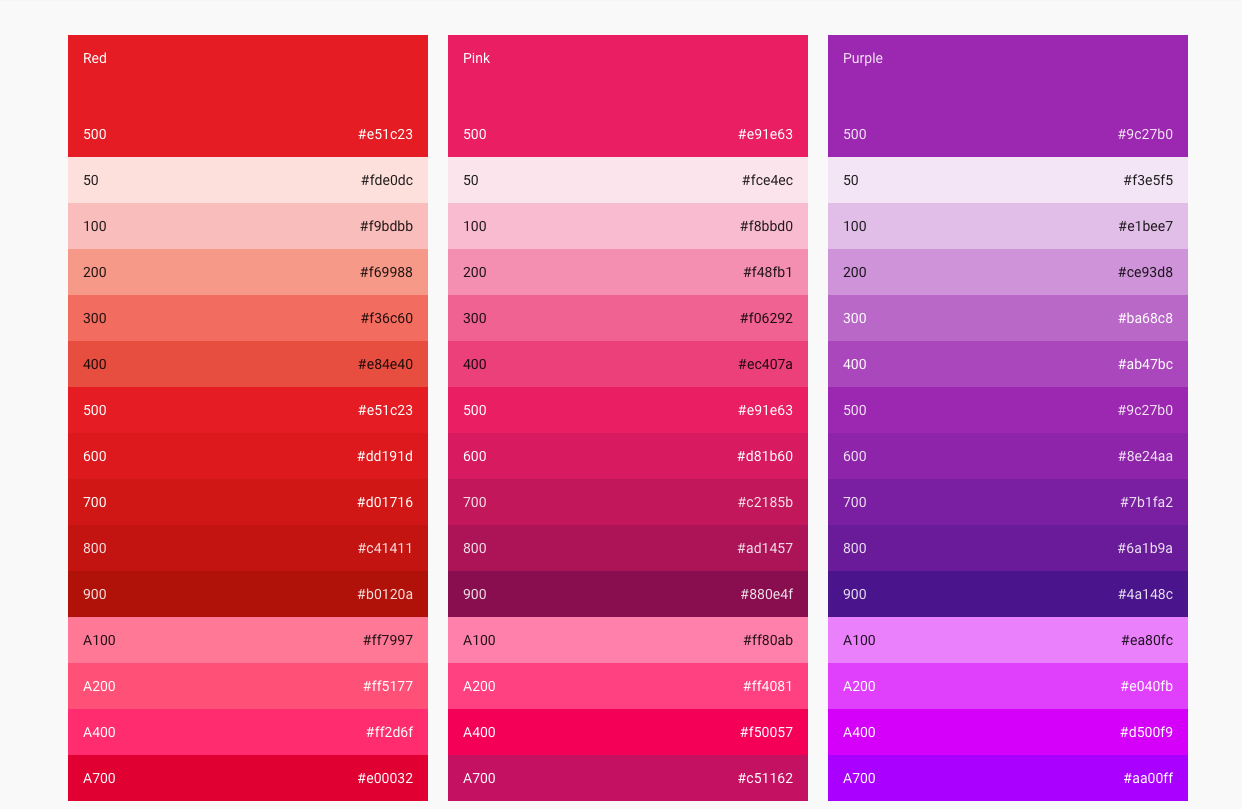 Red
500 #e51c23
50 #fde0dc
100 #f9bdbb
200 #f69988
300 #f36c60
400 #e84e40
500 #e51c23
600 #dd191d
700 #d01716
800 #c41411
900 #b0120a
A100 #ff7997
A200 #ff5177
A400 #ff2d6f
A700 #e00032
Pink
500 #e91e63
50 #fce4ec
100 #f8bbd0
200 #f48fb1
300 #f06292
400 #ec407a
500 #e91e63
600 #d81b60
700 #c2185b
800 #ad1457
900 #880e4f
A100 #ff80ab
A200 #ff4081
A400 #f50057
A700 #c51162
Purple
500 #9c27b0
50 #f3e5f5
100 #e1bee7
200 #ce93d8
300 #ba68c8
400 #ab47bc
500 #9c27b0
600 #8e24aa
700 #7b1fa2
800 #6a1b9a
900 #4a148c
A100 #ea80fc
A200 #e040fb
A400 #d500f9
A700 #aa00ff